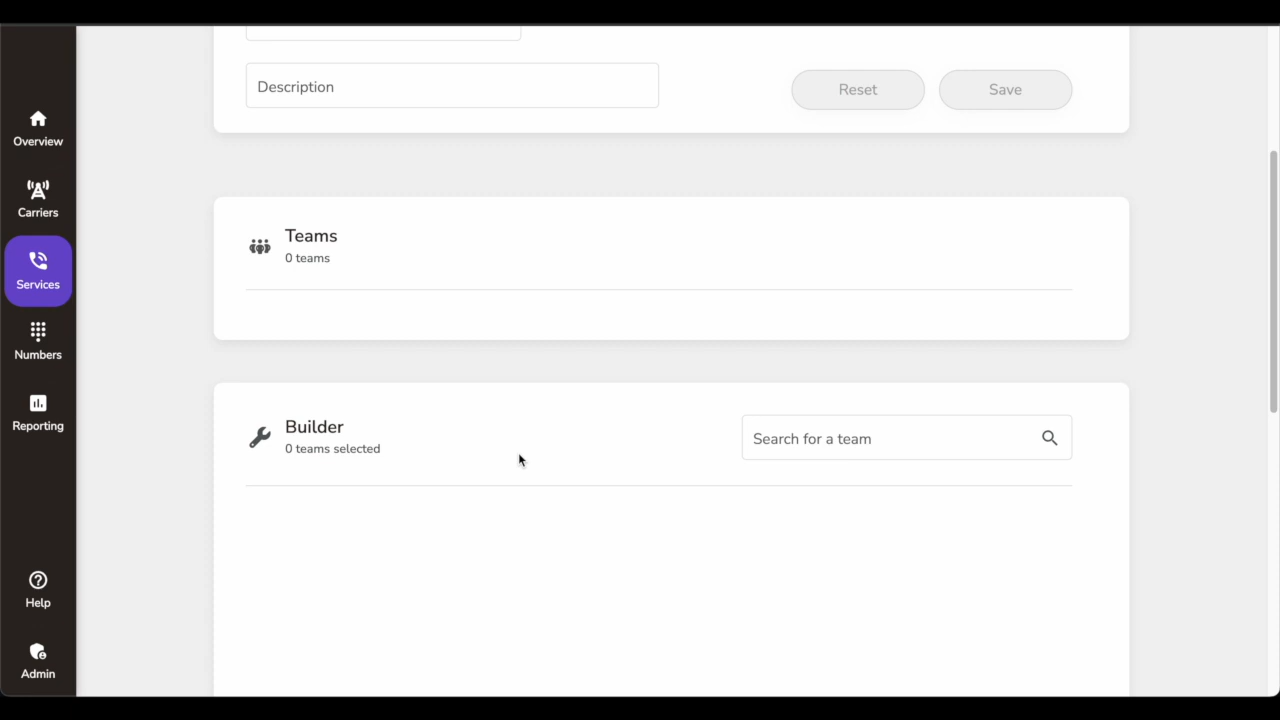 Overview
Carriers
Services
Numbers
Reporting
Help
Admin
Description
Reset
Save
Teams
0 teams
Builder
0 teams selected
Search for a team